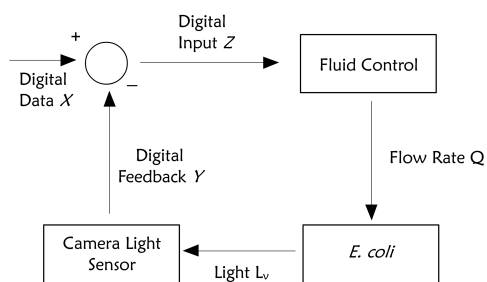 Digital
Input Z
+
−
Digital
Data X
Fluid Control
Digital
Feedback Y
Flow Rate Q
Camera Light
Sensor
Light Lᵥ
E. coli